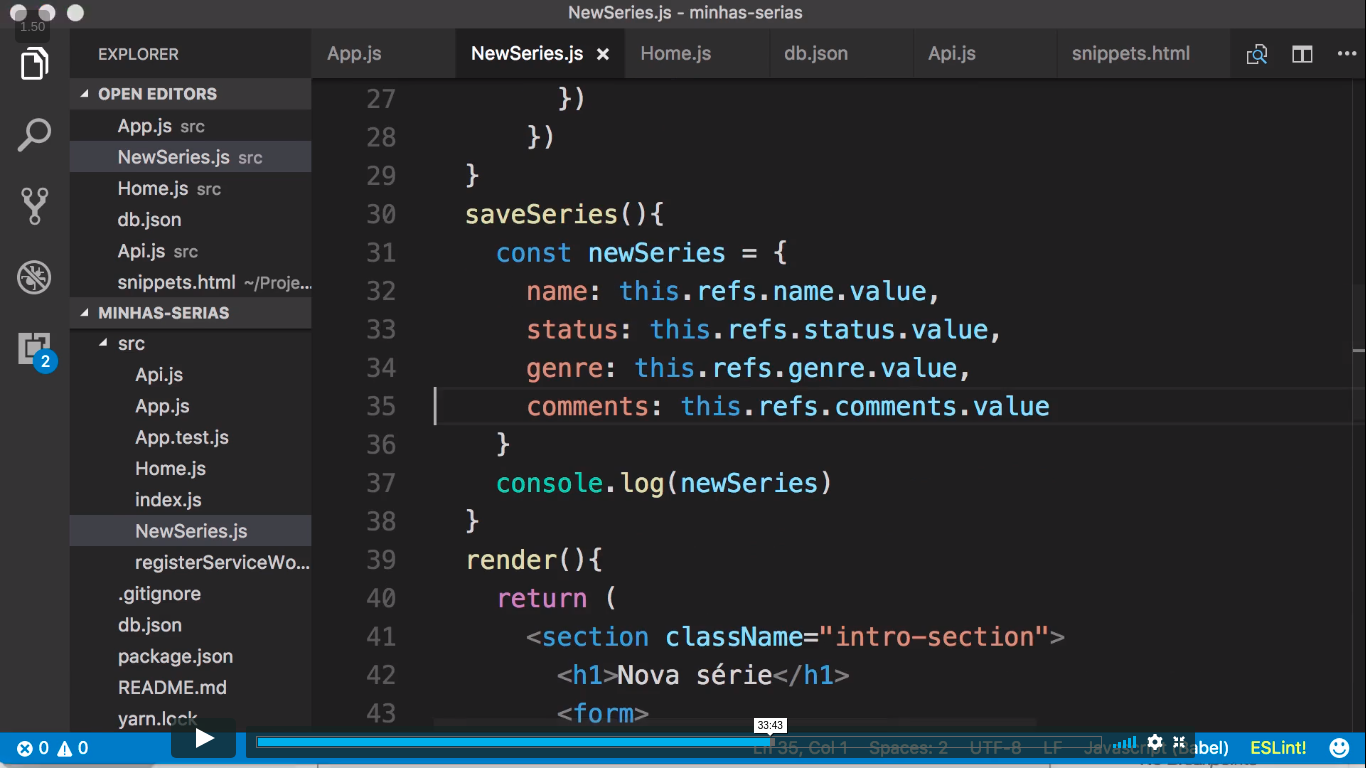 NewSeries.js - minhas-serias
1.50
EXPLORER
App.js
NewSeries.js ×
Home.js
db.json
Api.js
snippets.html
OPEN EDITORS
App.js src
NewSeries.js src
Home.js src
db.json
Api.js src
snippets.html ~/Proje...
MINHAS-SERIAS
src
Api.js
App.js
App.test.js
Home.js
index.js
NewSeries.js
registerServiceWo...
.gitignore
db.json
package.json
README.md
yarn.lock
2
27 })
28 })
29 }
30 saveSeries(){
31 const newSeries = {
32 name: this.refs.name.value,
33 status: this.refs.status.value,
34 genre: this.refs.genre.value,
35 comments: this.refs.comments.value
36 }
37 console.log(newSeries)
38 }
39 render(){
40 return (
41 <section className="intro-section">
42 <h1>Nova série</h1>
43 <form>
33:43
0 0
Ln 35, Col 1 Spaces: 2 UTF-8 LF Javascript (Babel) ESLint!
No Breakpoints